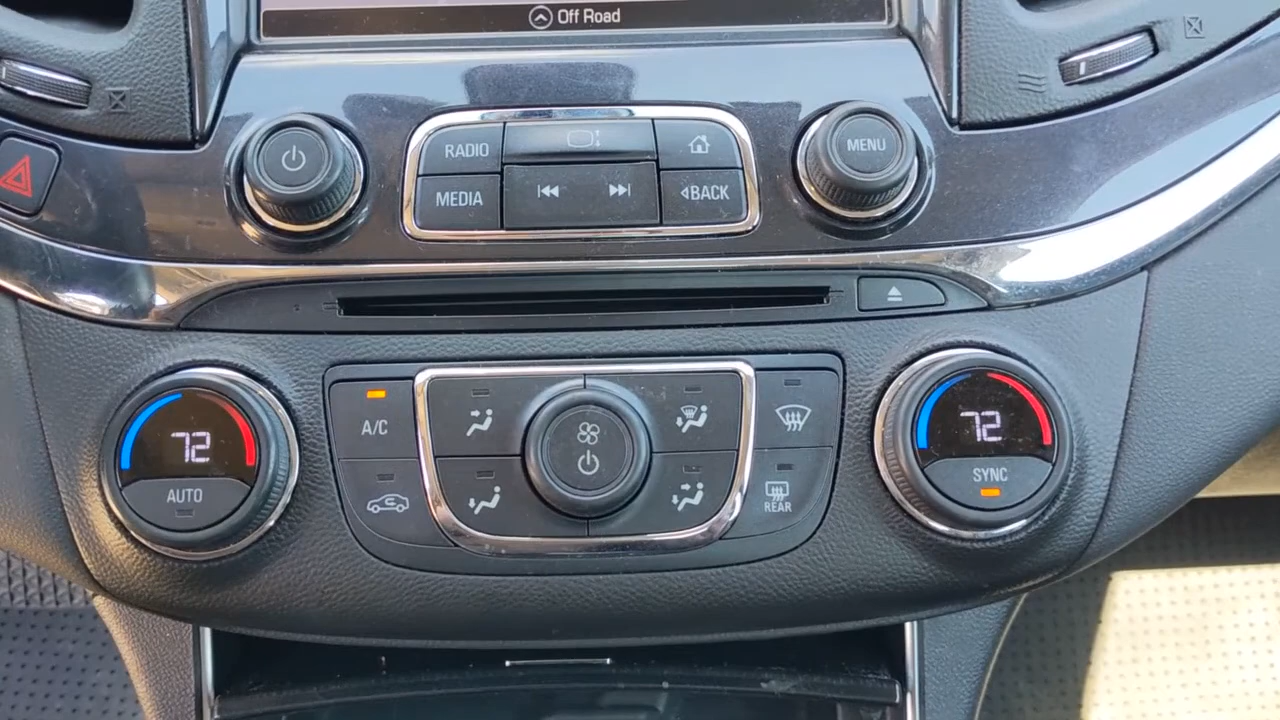 Off Road
RADIO
MEDIA
BACK
MENU
72
AUTO
A/C
REAR
72
SYNC